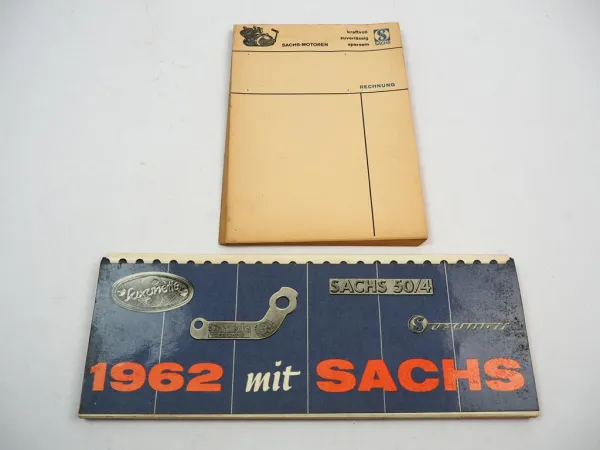 kraftvoll
zuverlässig
SACHS-MOTOREN sparsam S SACHS
RECHNUNG
Saxonette
SACHS 50/4
1962 mit SACHS